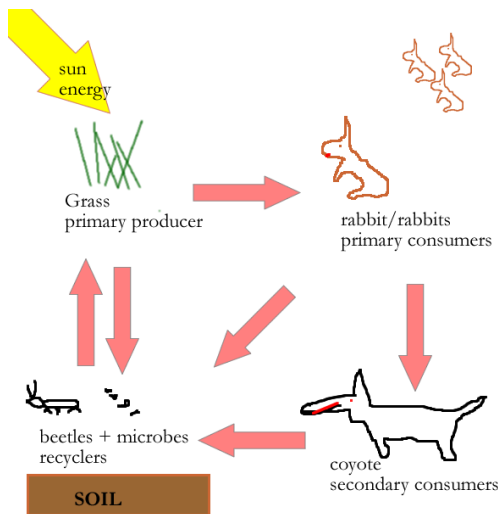 sun
energy
Grass
primary producer
rabbit/rabbits
primary consumers
beetles + microbes
recyclers
coyote
secondary consumers
SOIL